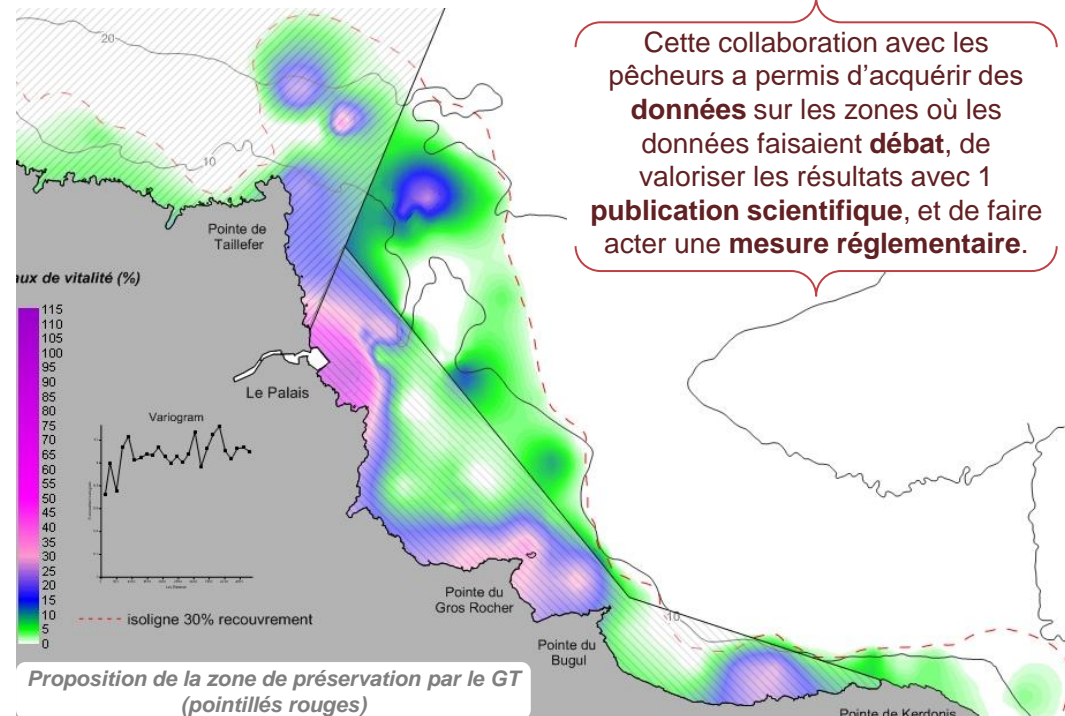 Cette collaboration avec les
pêcheurs a permis d'acquérir des
données sur les zones où les
données faisaient débat, de
valoriser les résultats avec 1
publication scientifique, et de faire
acter une mesure réglementaire.
20
10
Pointe de
Taillefer
aux de vitalité (%)
115
110
105
100
95
90
85
80
75
70
65
60
55
50
45
40
35
30
25
20
15
10
5
0
Le Palais
Variogram
Pointe du
Gros Rocher
isoligne 30% recouvrement
10
Pointe du
Bugul
Proposition de la zone de préservation par le GT
(pointillés rouges)
Pointe de Kerdonis